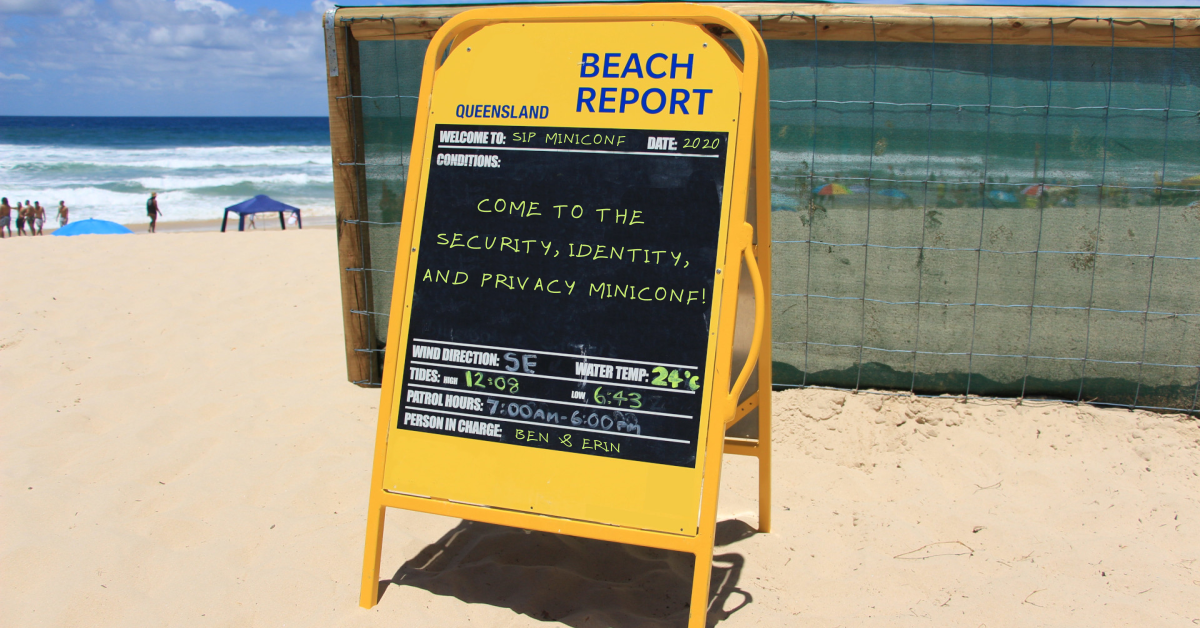 BEACH
REPORT
QUEENSLAND
WELCOME TO: SIP MINICONF DATE: 2020
CONDITIONS:
COME TO THE
SECURITY, IDENTITY,
AND PRIVACY MINICONF!
WIND DIRECTION: SE WATER TEMP: 24°c
TIDES: HIGH 12:08 LOW 6:43
PATROL HOURS: 7:00AM-6:00PM
PERSON IN CHARGE: BEN & ERIN